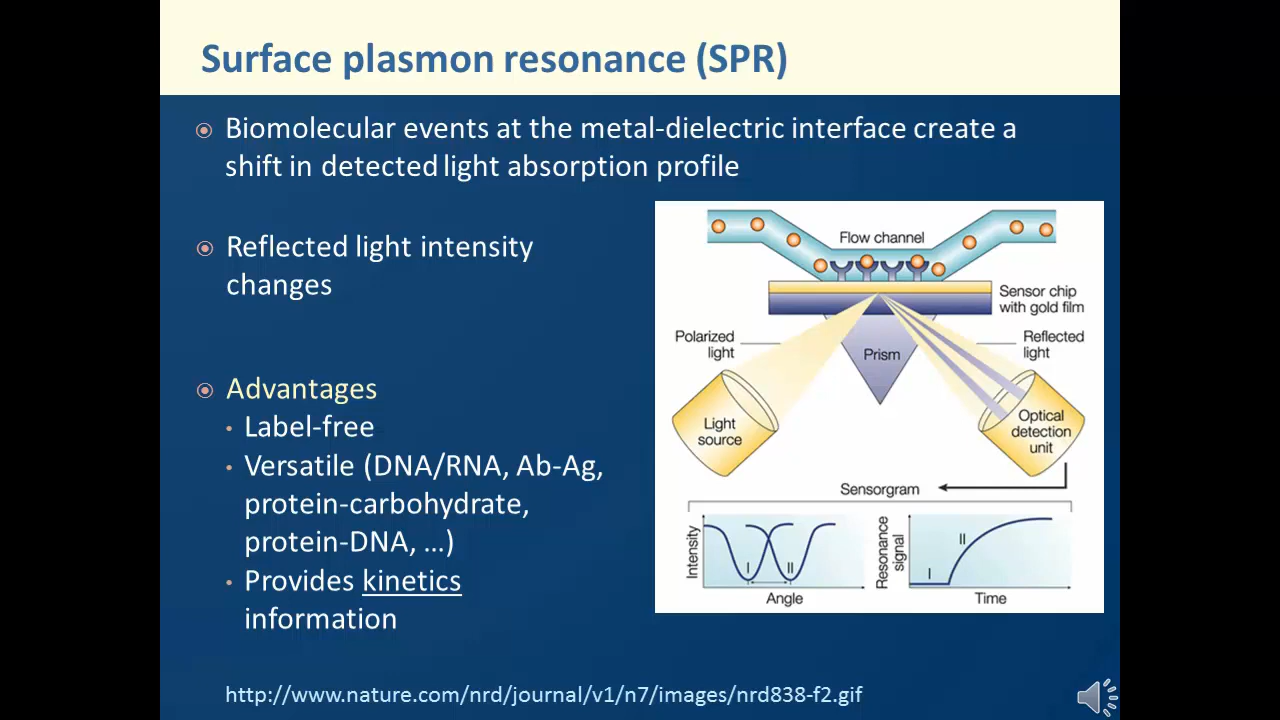 Surface plasmon resonance (SPR)
Biomolecular events at the metal-dielectric interface create a
shift in detected light absorption profile
Reflected light intensity
changes
Advantages
Label-free
Versatile (DNA/RNA, Ab-Ag,
protein-carbohydrate,
protein-DNA, …)
Provides kinetics
information
Flow channel
Sensor chip
with gold film
Polarized
light
Prism
Reflected
light
Light
source
Optical
detection
unit
Sensorgram
Intensity
I
II
Angle
Resonance
signal
I
II
Time
http://www.nature.com/nrd/journal/v1/n7/images/nrd838-f2.gif